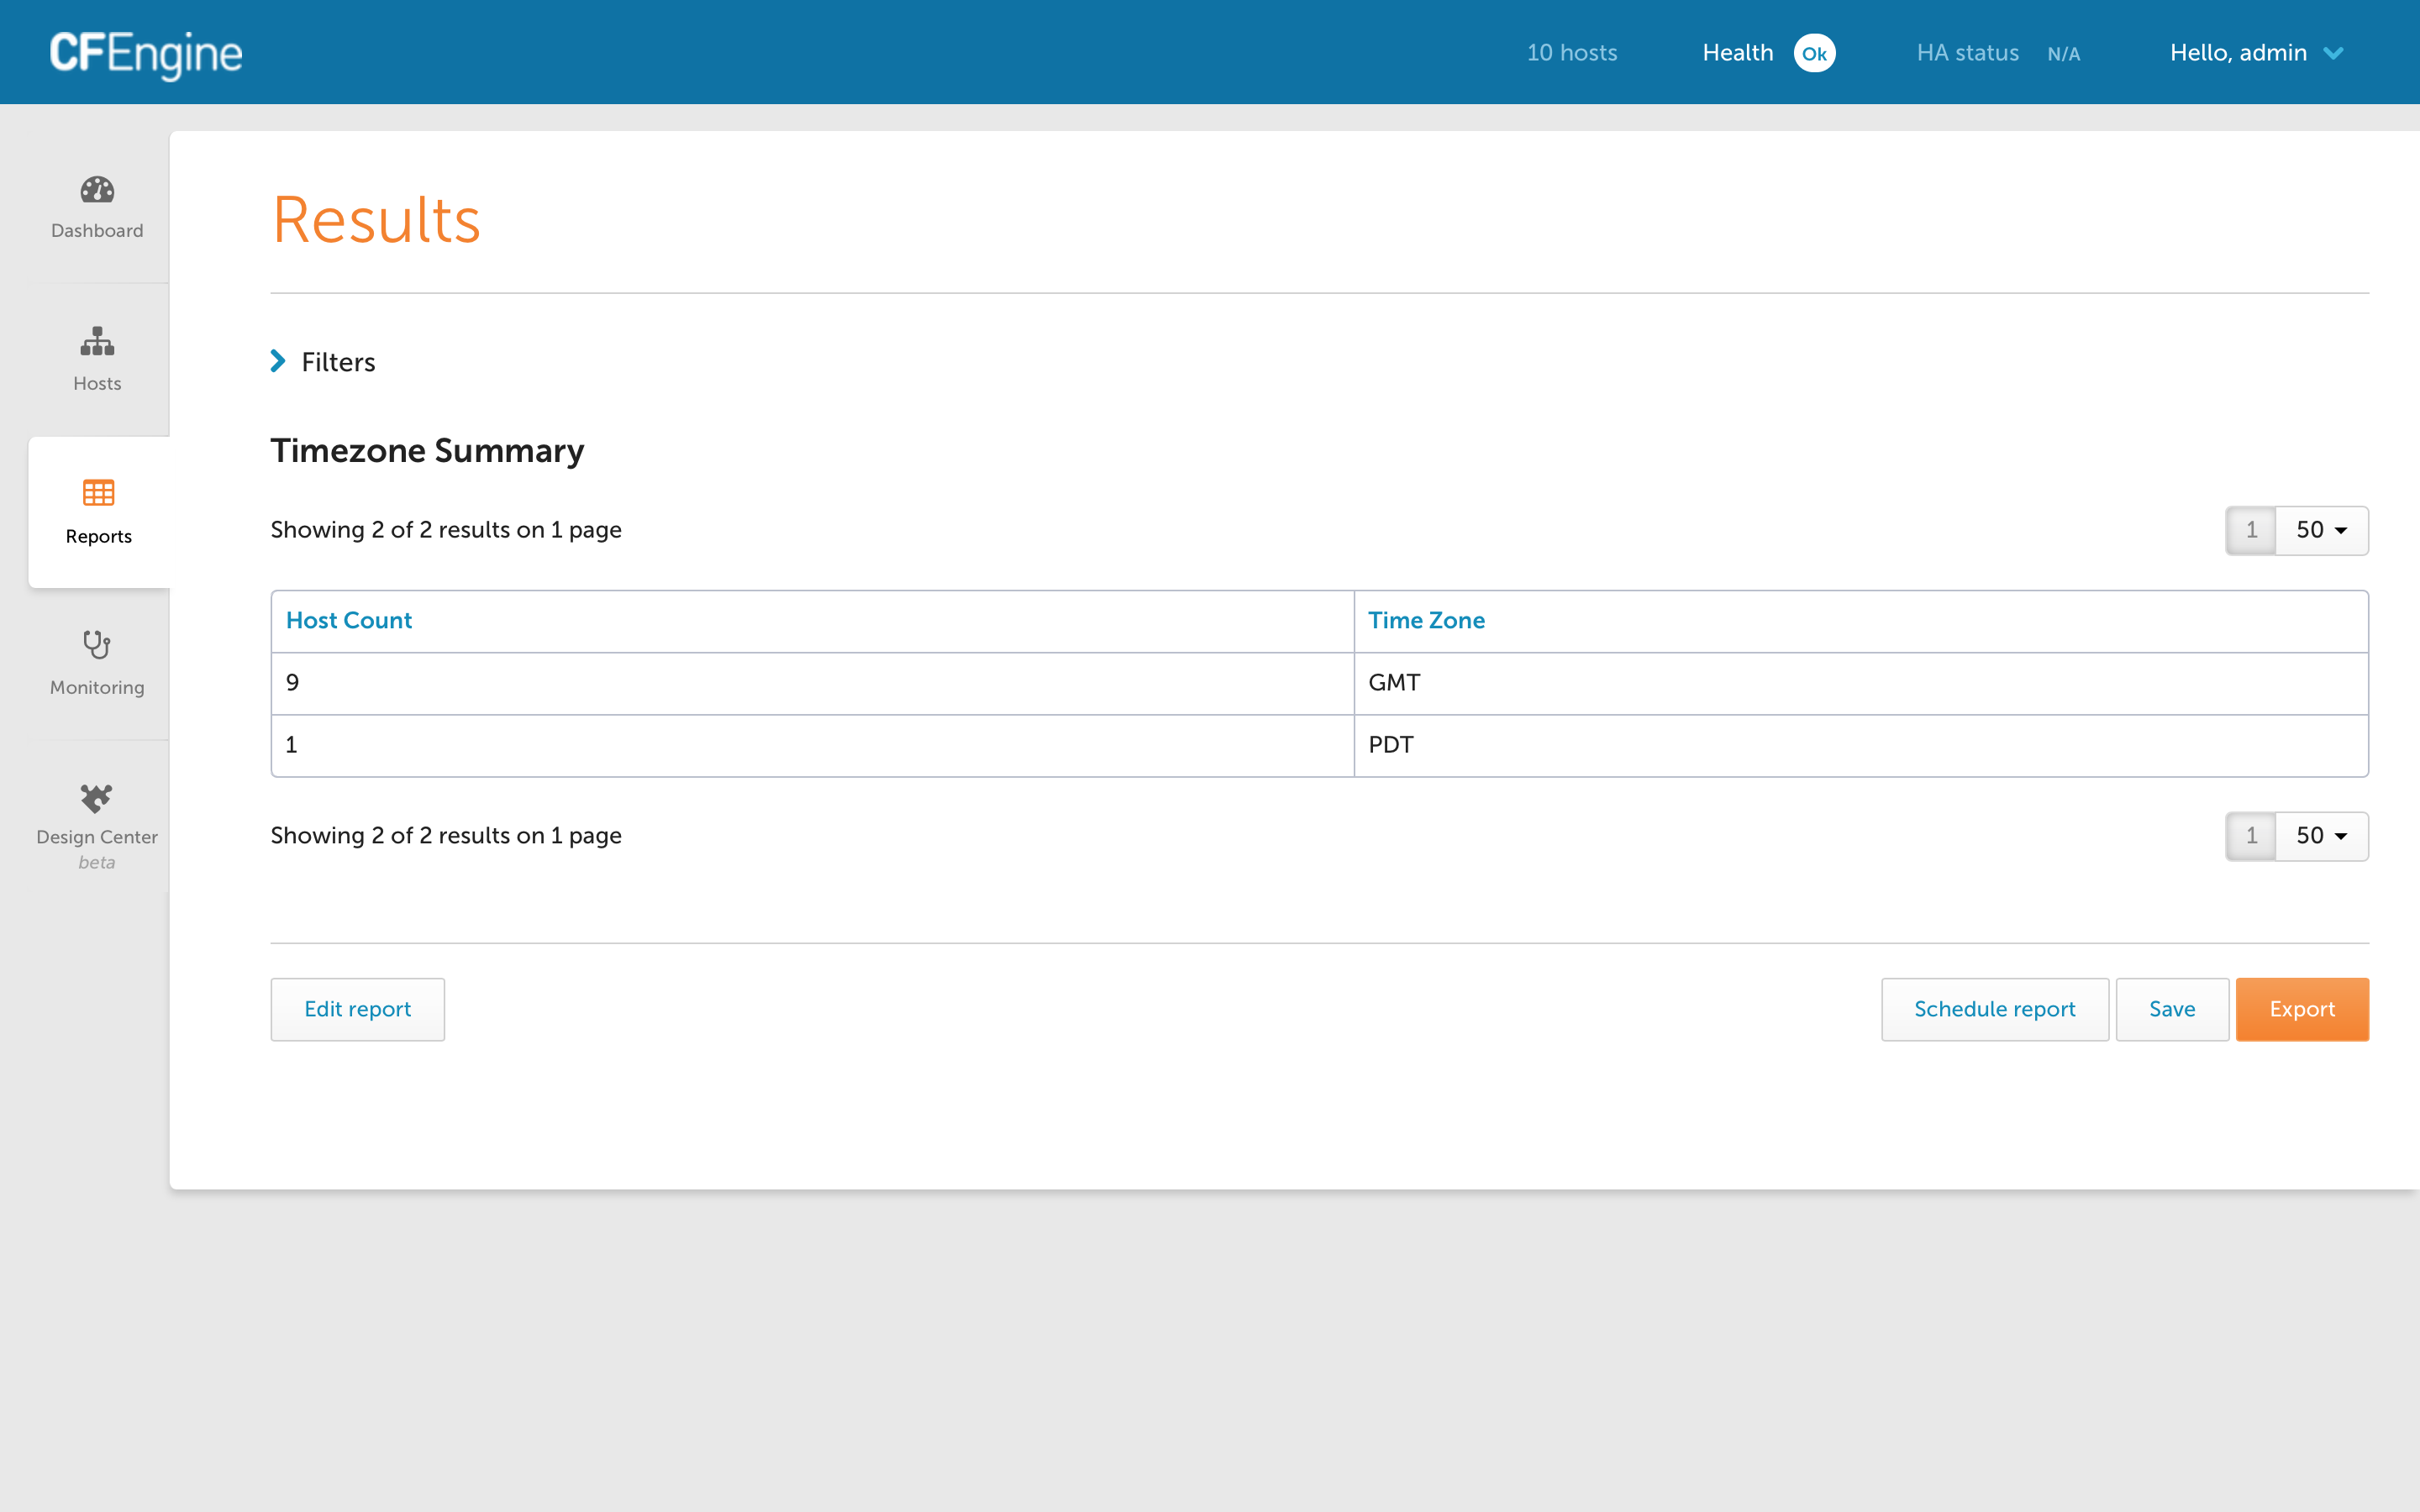 CFEngine
10 hosts
Health Ok
HA status N/A
Hello, admin
Dashboard
Hosts
Reports
Monitoring
Design Center
beta
Results
Filters
Timezone Summary
Showing 2 of 2 results on 1 page
1 50
Host Count Time Zone
9 GMT
1 PDT
Showing 2 of 2 results on 1 page
1 50
Edit report
Schedule report
Save
Export